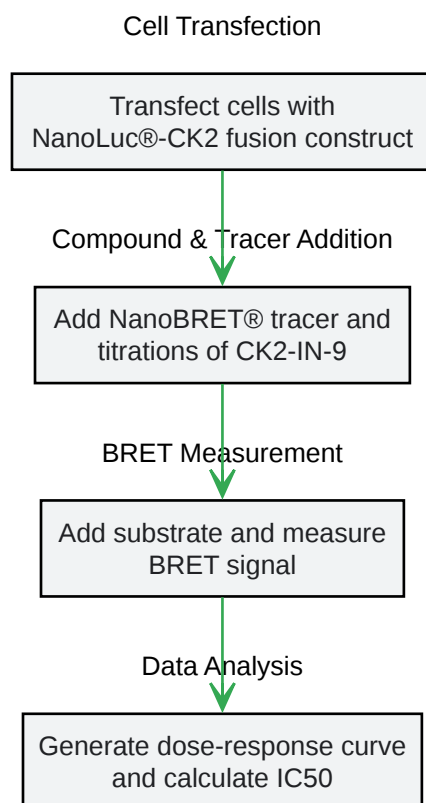 Cell Transfection
Transfect cells with
NanoLuc®-CK2 fusion construct
Compound & Tracer Addition
Add NanoBRET® tracer and
titrations of CK2-IN-9
BRET Measurement
Add substrate and measure
BRET signal
Data Analysis
Generate dose-response curve
and calculate IC50